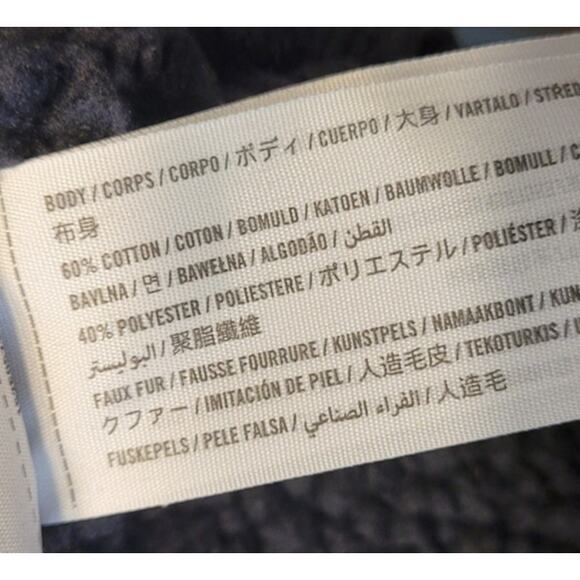 BODY / CORPS / CORPO / ボディ / CUERPO / 大身 / VARTALO / STŘED
布身
60% COTTON / COTON / BOMULD / KATOEN / BAUMWOLLE / BOMULL / C
BAVLNA / 면 / BAWEŁNA / ALGODÃO / القطن
40% POLYESTER / POLIESTERE / ポリエステル / POLIÉSTER /
البوليستر / 聚脂纖維
FAUX FUR / FAUSSE FOURRURE / KUNSTPELS / NAMAAKBONT / KUN
クファー / IMITACIÓN DE PIEL / 人造毛皮 / TEKOTURKIS /
FUSKEPELS / PELE FALSA / الفراء الصناعي / 人造毛